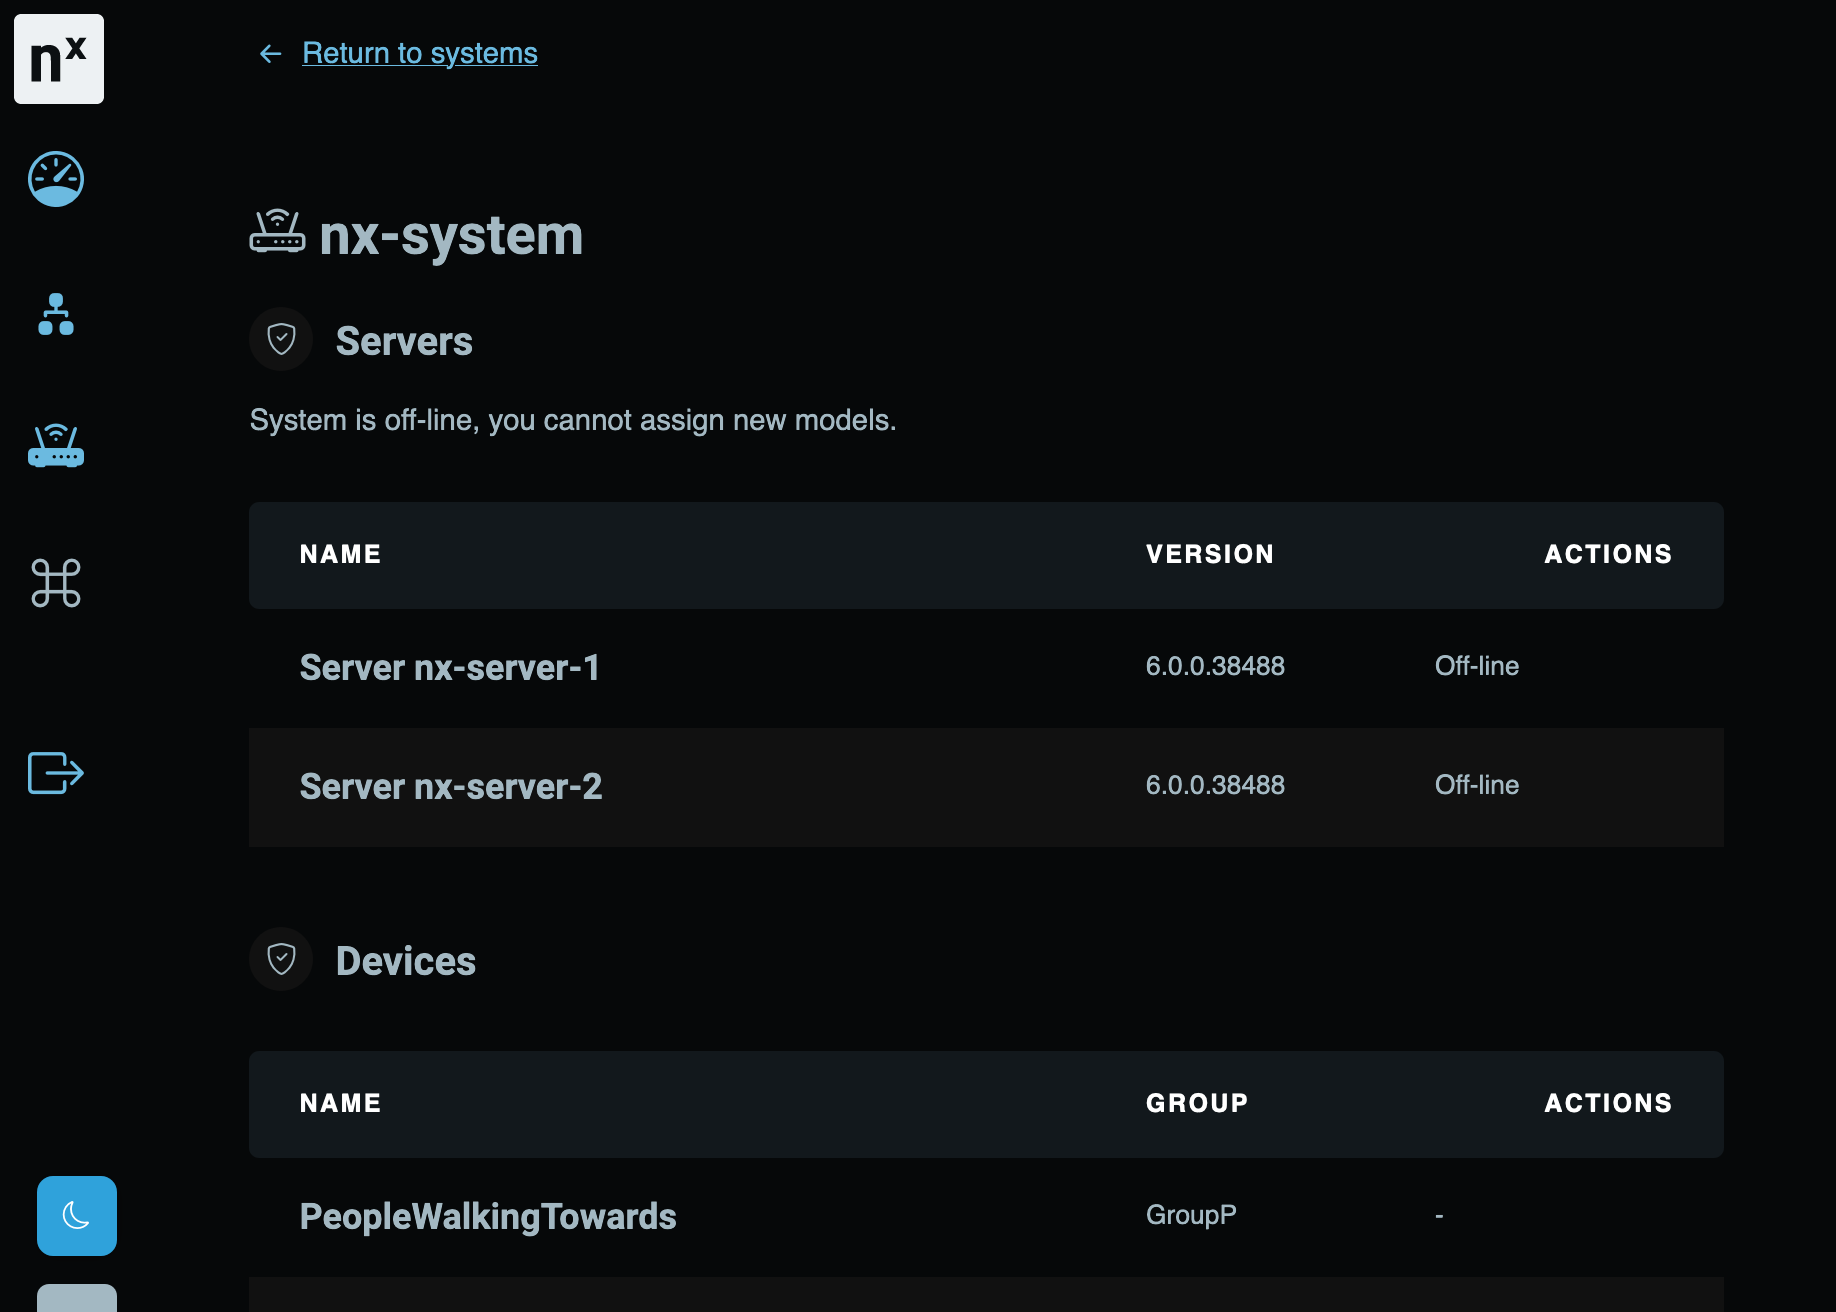 nx
Return to systems
nx-system
Servers
System is off-line, you cannot assign new models.
NAME VERSION ACTIONS
Server nx-server-1 6.0.0.38488 Off-line
Server nx-server-2 6.0.0.38488 Off-line
Devices
NAME GROUP ACTIONS
PeopleWalkingTowards GroupP -